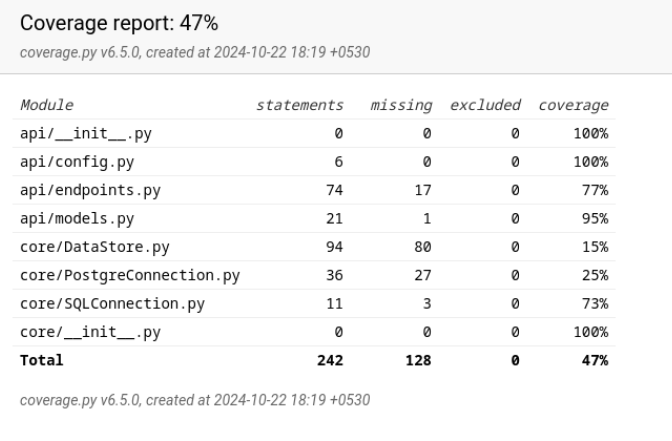 Coverage report: 47%
coverage.py v6.5.0, created at 2024-10-22 18:19 +0530
Module statements missing excluded coverage
api/__init__.py 0 0 0 100%
api/config.py 6 0 0 100%
api/endpoints.py 74 17 0 77%
api/models.py 21 1 0 95%
core/DataStore.py 94 80 0 15%
core/PostgreConnection.py 36 27 0 25%
core/SQLConnection.py 11 3 0 73%
core/__init__.py 0 0 0 100%
Total 242 128 0 47%
coverage.py v6.5.0, created at 2024-10-22 18:19 +0530